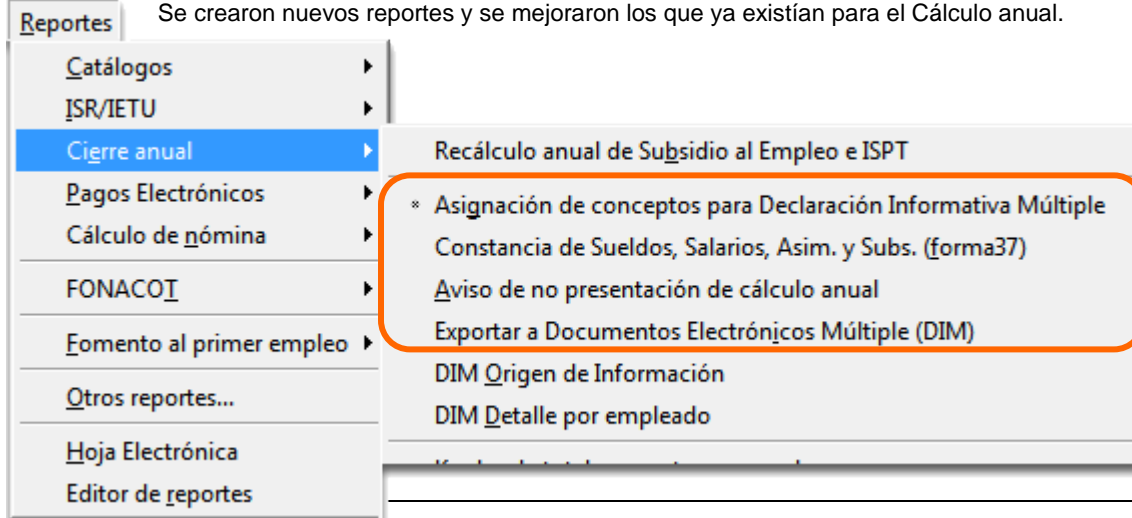 Se crearon nuevos reportes y se mejoraron los que ya existían para el Cálculo anual.
Reportes
Catálogos
ISR/IETU
Cierre anual
Pagos Electrónicos
Cálculo de nómina
FONACOT
Fomento al primer empleo
Otros reportes...
Hoja Electrónica
Editor de reportes
Recálculo anual de Subsidio al Empleo e ISPT
Asignación de conceptos para Declaración Informativa Múltiple
Constancia de Sueldos, Salarios, Asim. y Subs. (forma37)
Aviso de no presentación de cálculo anual
Exportar a Documentos Electrónicos Múltiple (DIM)
DIM Origen de Información
DIM Detalle por empleado